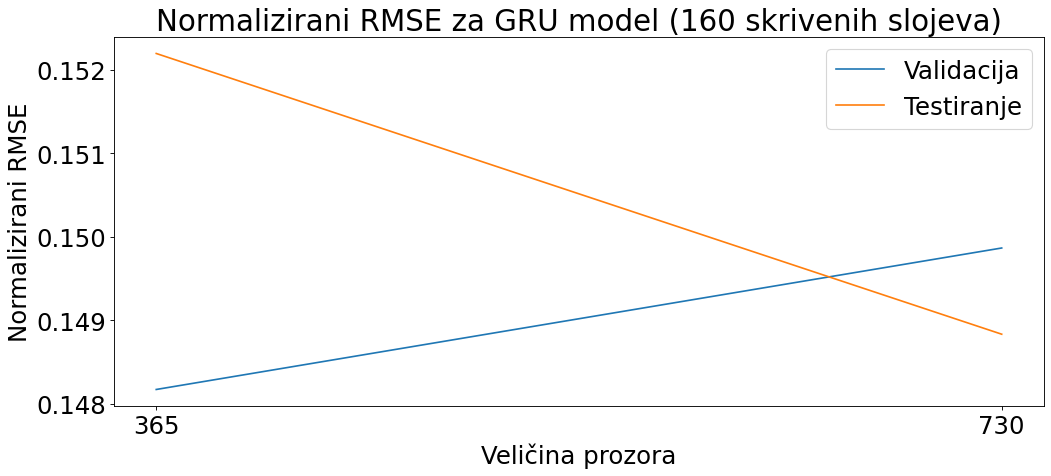 Normalizirani RMSE za GRU model (160 skrivenih slojeva)
Validacija
Testiranje
Normalizirani RMSE
0.152
0.151
0.150
0.149
0.148
365
730
Veličina prozora